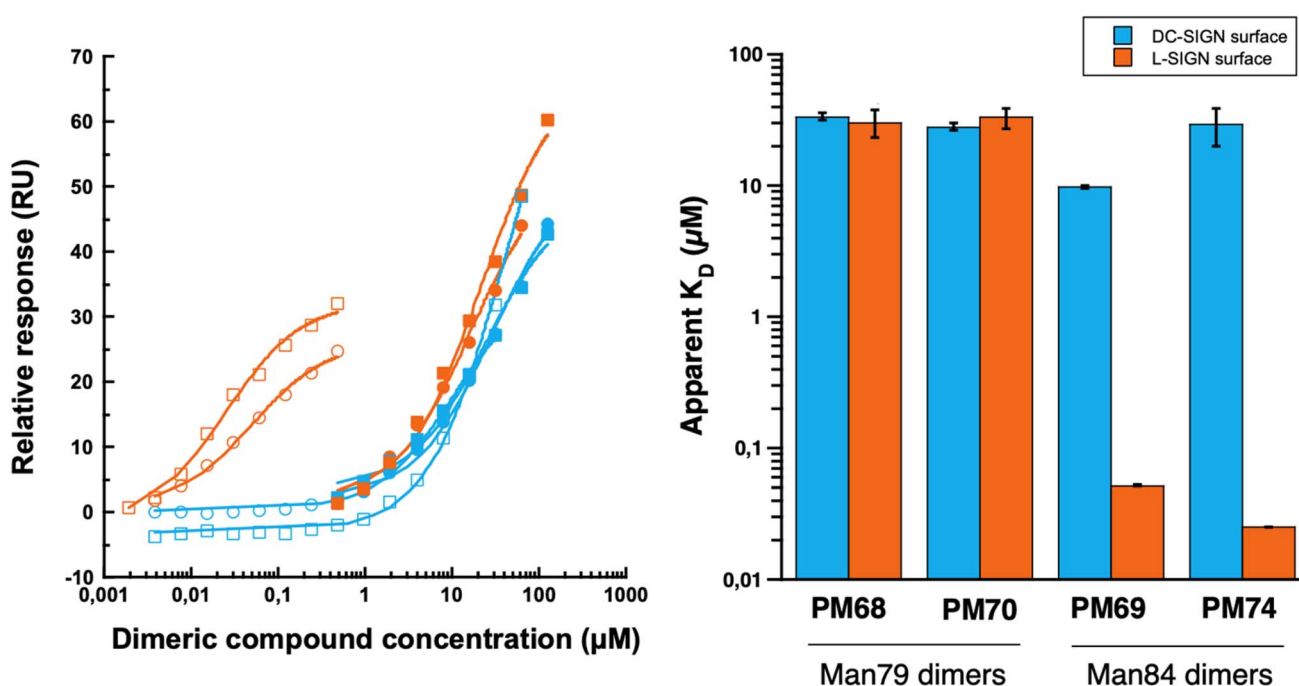 70
60
50
40
30
20
10
0
-10
Relative response (RU)
0,001 0,01 0,1 1 10 100 1000
Dimeric compound concentration (µM)
DC-SIGN surface
L-SIGN surface
100
10
1
0,1
0,01
Apparent KD (µM)
PM68 PM70 PM69 PM74
Man79 dimers Man84 dimers